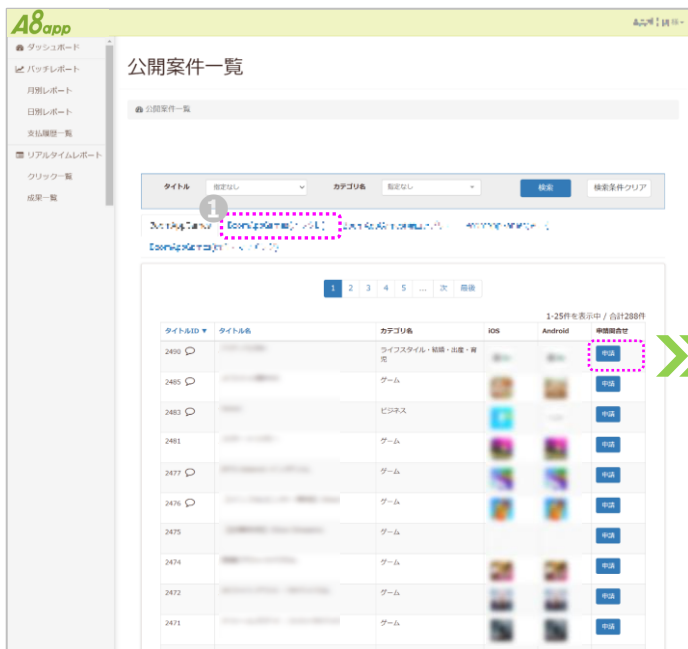 A8app
ダッシュボード
バッチレポート
月別レポート
日別レポート
支払履歴一覧
リアルタイムレポート
クリック一覧
成果一覧
公開案件一覧
公開案件一覧
タイトル 指定なし カテゴリ名 指定なし 検索 検索条件クリア
1
1 2 3 4 5 ... 次 最後
1-25件を表示中 / 合計288件
タイトルID ▼ タイトル名 カテゴリ名 iOS Android 申請問合せ
2490 ライフスタイル・結婚・出産・育児 申請
2485 ゲーム 申請
2483 ビジネス 申請
2481 ゲーム 申請
2477 ゲーム 申請
2476 ゲーム 申請
2475 ゲーム 申請
2474 ゲーム 申請
2472 ゲーム 申請
2471 ゲーム 申請